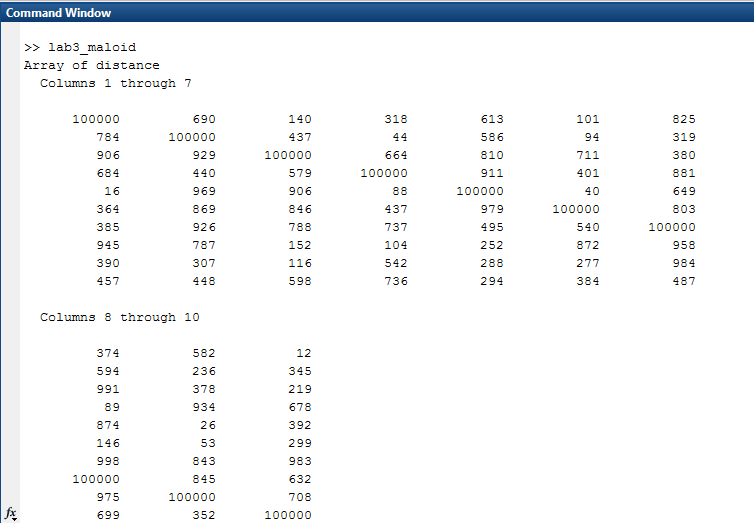 Command Window
>> lab3_maloid
Array of distance
Columns 1 through 7
100000 690 140 318 613 101 825
784 100000 437 44 586 94 319
906 929 100000 664 810 711 380
684 440 579 100000 911 401 881
16 969 906 88 100000 40 649
364 869 846 437 979 100000 803
385 926 788 737 495 540 100000
945 787 152 104 252 872 958
390 307 116 542 288 277 984
457 448 598 736 294 384 487
Columns 8 through 10
374 582 12
594 236 345
991 378 219
89 934 678
874 26 392
146 53 299
998 843 983
100000 845 632
975 100000 708
fx 699 352 100000